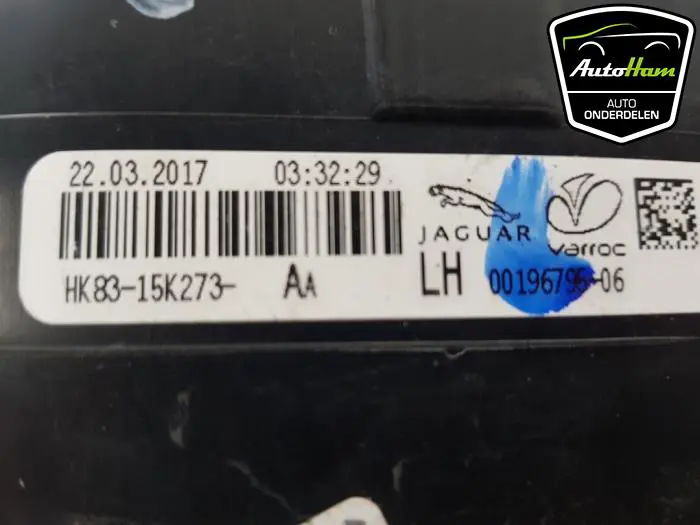 AutoHam
AUTO
ONDERDELEN
22.03.2017 03:32:29
JAGUAR varroc
HK83-15K273- AA LH 00196795-06